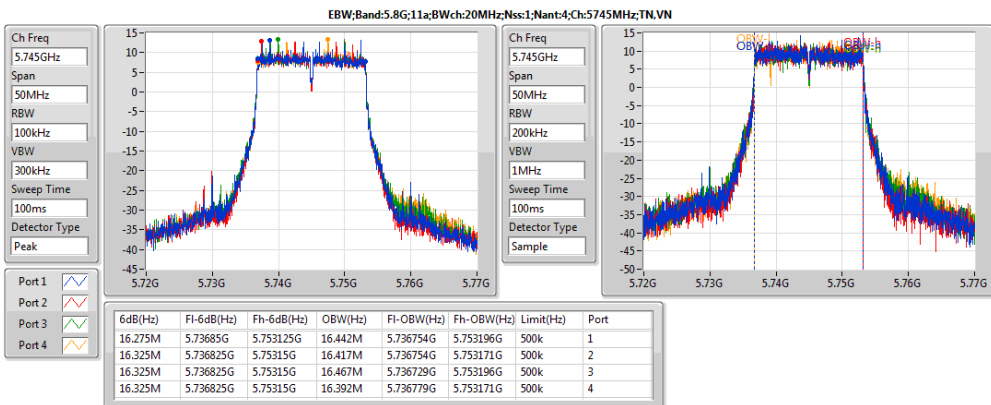 EBW;Band:5.8G;11a;BWch:20MHz;Nss:1;Nant:4;Ch:5745MHz;TN,VN
Ch Freq
5.745GHz
Span
50MHz
RBW
100kHz
VBW
300kHz
Sweep Time
100ms
Detector Type
Peak
15
10
5
0
-5
-10
-15
-20
-25
-30
-35
-40
-45
5.72G 5.73G 5.74G 5.75G 5.76G 5.77G
Ch Freq
5.745GHz
Span
50MHz
RBW
200kHz
VBW
1MHz
Sweep Time
100ms
Detector Type
Sample
15
10
5
0
-5
-10
-15
-20
-25
-30
-35
-40
-45
-50
5.72G 5.73G 5.74G 5.75G 5.76G 5.77G
Port 1
Port 2
Port 3
Port 4
6dB(Hz) Fl-6dB(Hz) Fh-6dB(Hz) OBW(Hz) Fl-OBW(Hz) Fh-OBW(Hz) Limit(Hz) Port
16.275M 5.73685G 5.753125G 16.442M 5.736754G 5.753196G 500k 1
16.325M 5.736825G 5.75315G 16.417M 5.736754G 5.753171G 500k 2
16.325M 5.736825G 5.75315G 16.467M 5.736729G 5.753196G 500k 3
16.325M 5.736825G 5.75315G 16.392M 5.736779G 5.753171G 500k 4